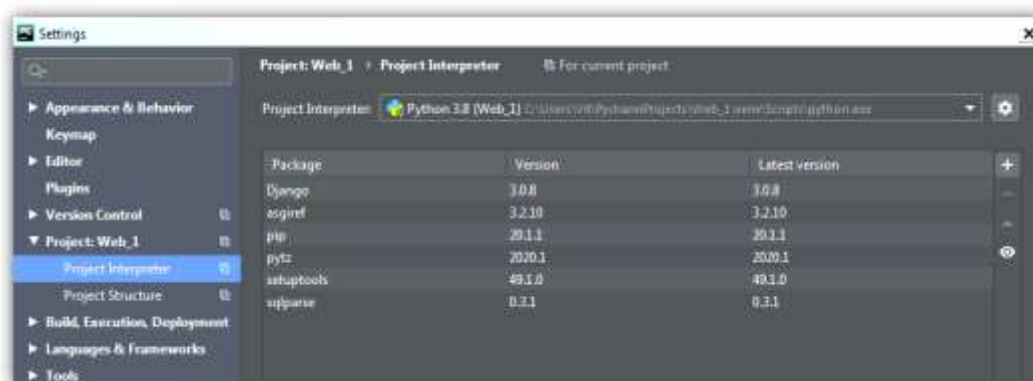 Settings
Project: Web_1 Project Interpreter For current project
Project Interpreter: Python 3.8 (Web_1)
Appearance & Behavior
Keymap
Editor
Plugins
Version Control
Project: Web_1
Project Interpreter
Project Structure
Build, Execution, Deployment
Languages & Frameworks
Tools
Package Version Latest version
Django 3.0.8 3.0.8
asgiref 3.2.10 3.2.10
pip 20.1.1 20.1.1
pytz 2020.1 2020.1
setuptools 49.1.0 49.1.0
sqlparse 0.3.1 0.3.1